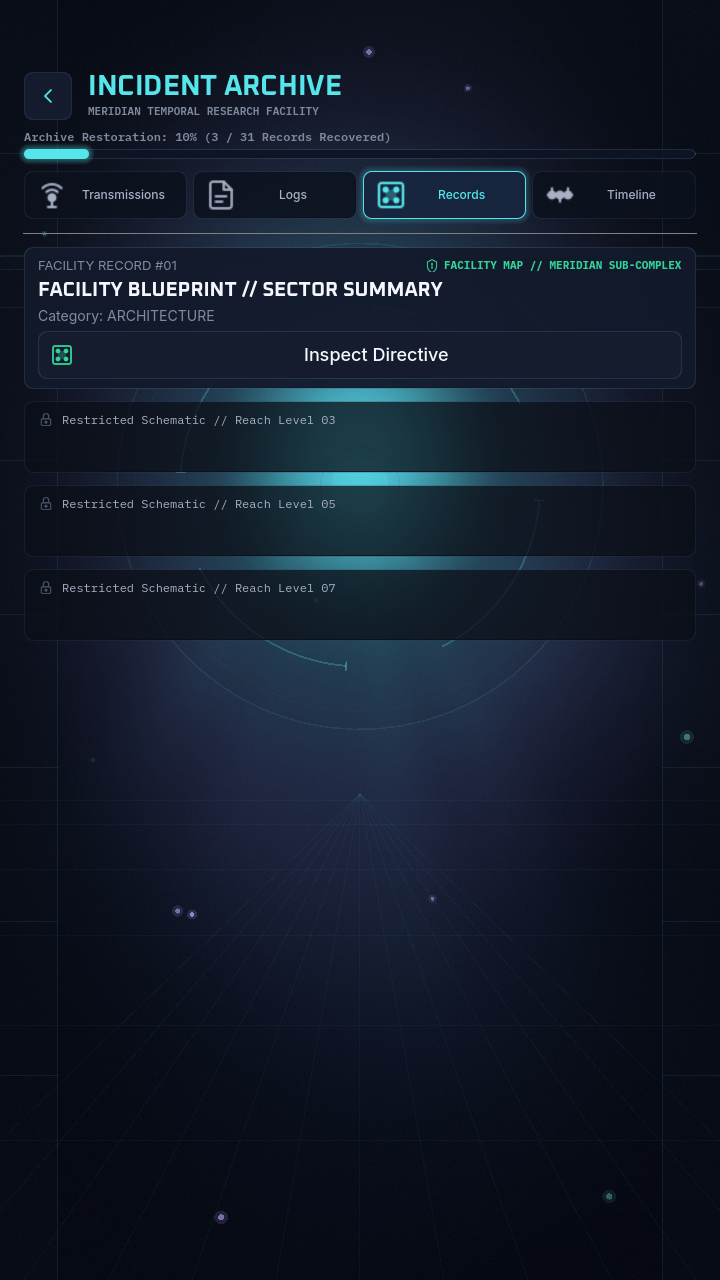 INCIDENT ARCHIVE
MERIDIAN TEMPORAL RESEARCH FACILITY
Archive Restoration: 10% (3 / 31 Records Recovered)
Transmissions
Logs
Records
Timeline
FACILITY RECORD #01
FACILITY MAP // MERIDIAN SUB-COMPLEX
FACILITY BLUEPRINT // SECTOR SUMMARY
Category: ARCHITECTURE
Inspect Directive
Restricted Schematic // Reach Level 03
Restricted Schematic // Reach Level 05
Restricted Schematic // Reach Level 07